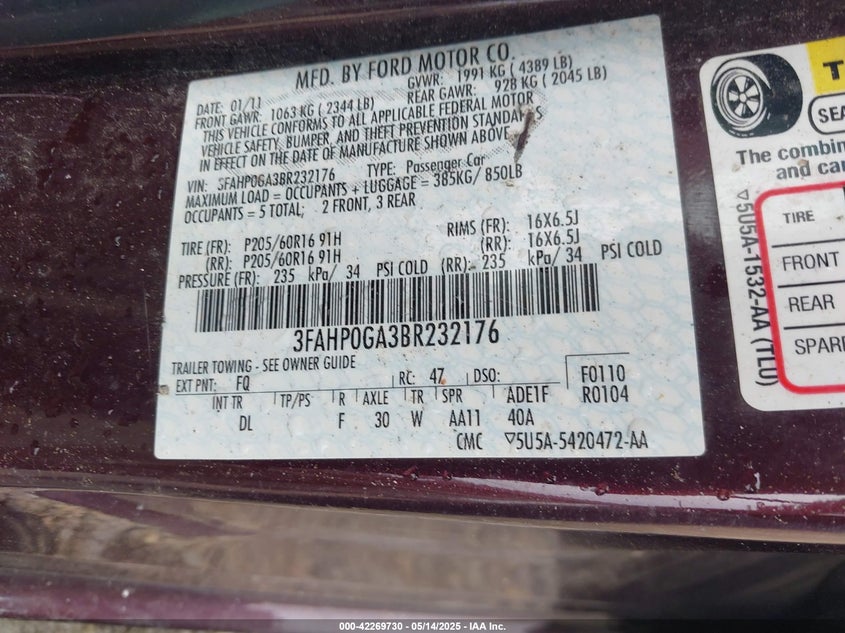 MFD. BY FORD MOTOR CO.
DATE: 01/11 GVWR: 1991 KG ( 4389 LB)
FRONT GAWR: 1063 KG ( 2344 LB) REAR GAWR: 928 KG ( 2045 LB)
THIS VEHICLE CONFORMS TO ALL APPLICABLE FEDERAL MOTOR
VEHICLE SAFETY, BUMPER, AND THEFT PREVENTION STANDARDS
IN EFFECT ON THE DATE OF MANUFACTURE SHOWN ABOVE.
VIN: 3FAHP0GA3BR232176 TYPE: Passenger Car
MAXIMUM LOAD = OCCUPANTS + LUGGAGE = 385KG/ 850LB
OCCUPANTS = 5 TOTAL; 2 FRONT, 3 REAR
TIRE (FR): P205/60R16 91H RIMS (FR): 16X6.5J
(RR): P205/60R16 91H (RR): 16X6.5J
PRESSURE (FR): 235 kPa/ 34 PSI COLD (RR): 235 kPa/ 34 PSI COLD
3FAHP0GA3BR232176
TRAILER TOWING - SEE OWNER GUIDE
EXT PNT: FQ RC: 47 DSO: F0110
R0104
INT TR TP/PS R AXLE TR SPR ADE1F
DL F 30 W AA11 40A
CMC ▽5U5A-5420472-AA
T
SEA
The combin
and car
TIRE
FRONT
REAR
SPARE
▽5U5A-1532-AA (TLU)
000-42269730 - 05/14/2025 - IAA Inc.